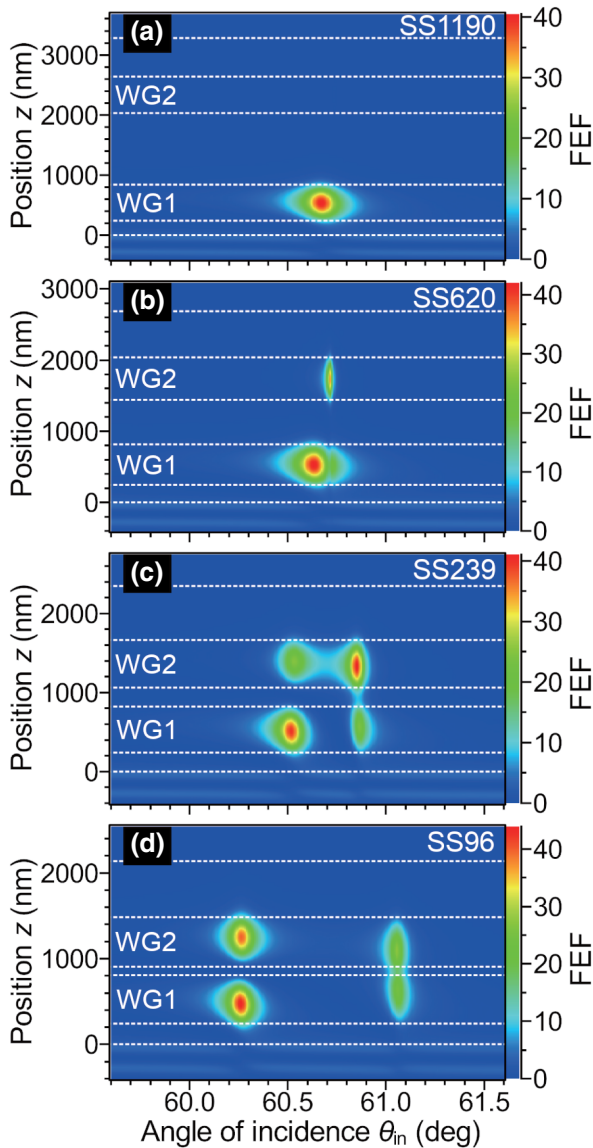 (a)
SS1190
WG2
WG1
Position z (nm)
3000
2000
1000
0
FEF
40
30
20
10
0
(b)
SS620
WG2
WG1
Position z (nm)
3000
2000
1000
0
FEF
40
30
20
10
0
(c)
SS239
WG2
WG1
Position z (nm)
2000
1000
0
FEF
40
30
20
10
0
(d)
SS96
WG2
WG1
Position z (nm)
2000
1000
0
FEF
40
30
20
10
0
60.0 60.5 61.0 61.5
Angle of incidence θin (deg)